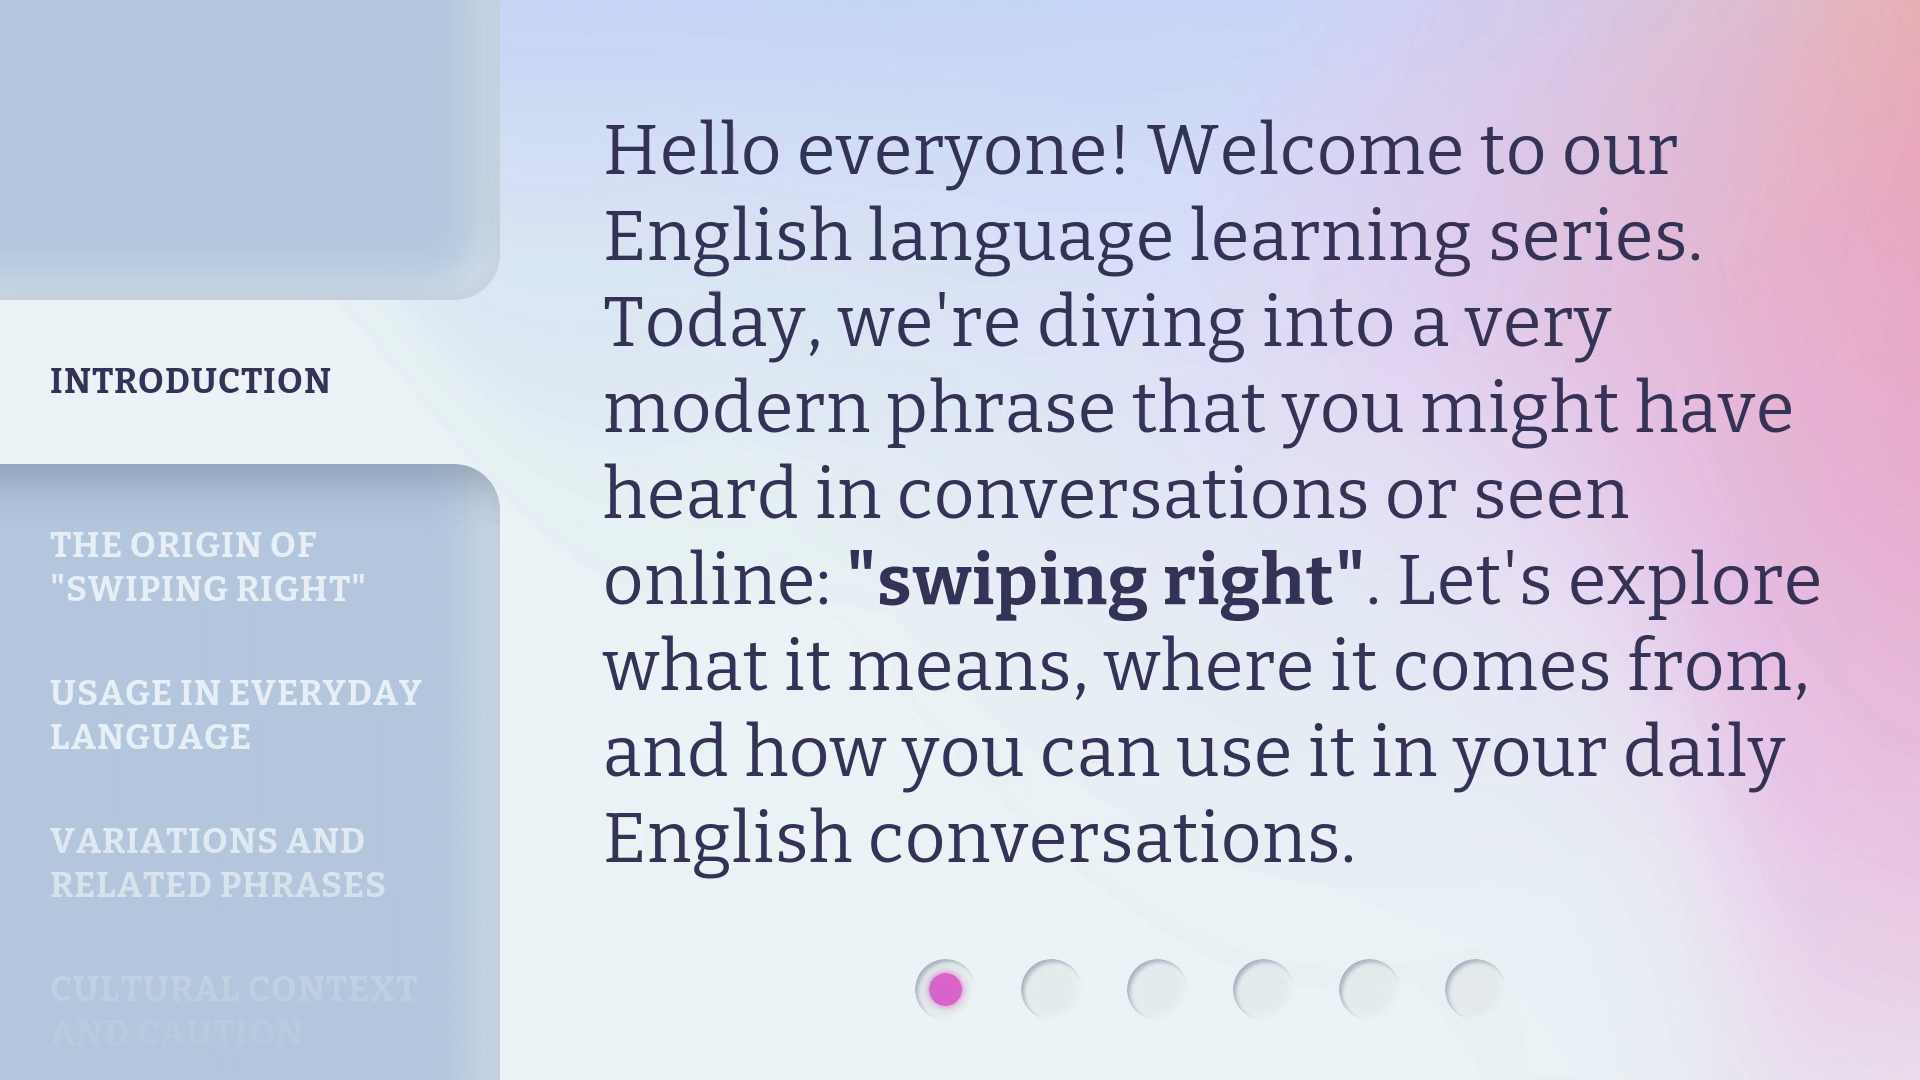 INTRODUCTION
THE ORIGIN OF
"SWIPING RIGHT"
USAGE IN EVERYDAY
LANGUAGE
VARIATIONS AND
RELATED PHRASES
CULTURAL CONTEXT
AND CAUTION
Hello everyone! Welcome to our
English language learning series.
Today, we're diving into a very
modern phrase that you might have
heard in conversations or seen
online: "swiping right". Let's explore
what it means, where it comes from,
and how you can use it in your daily
English conversations.